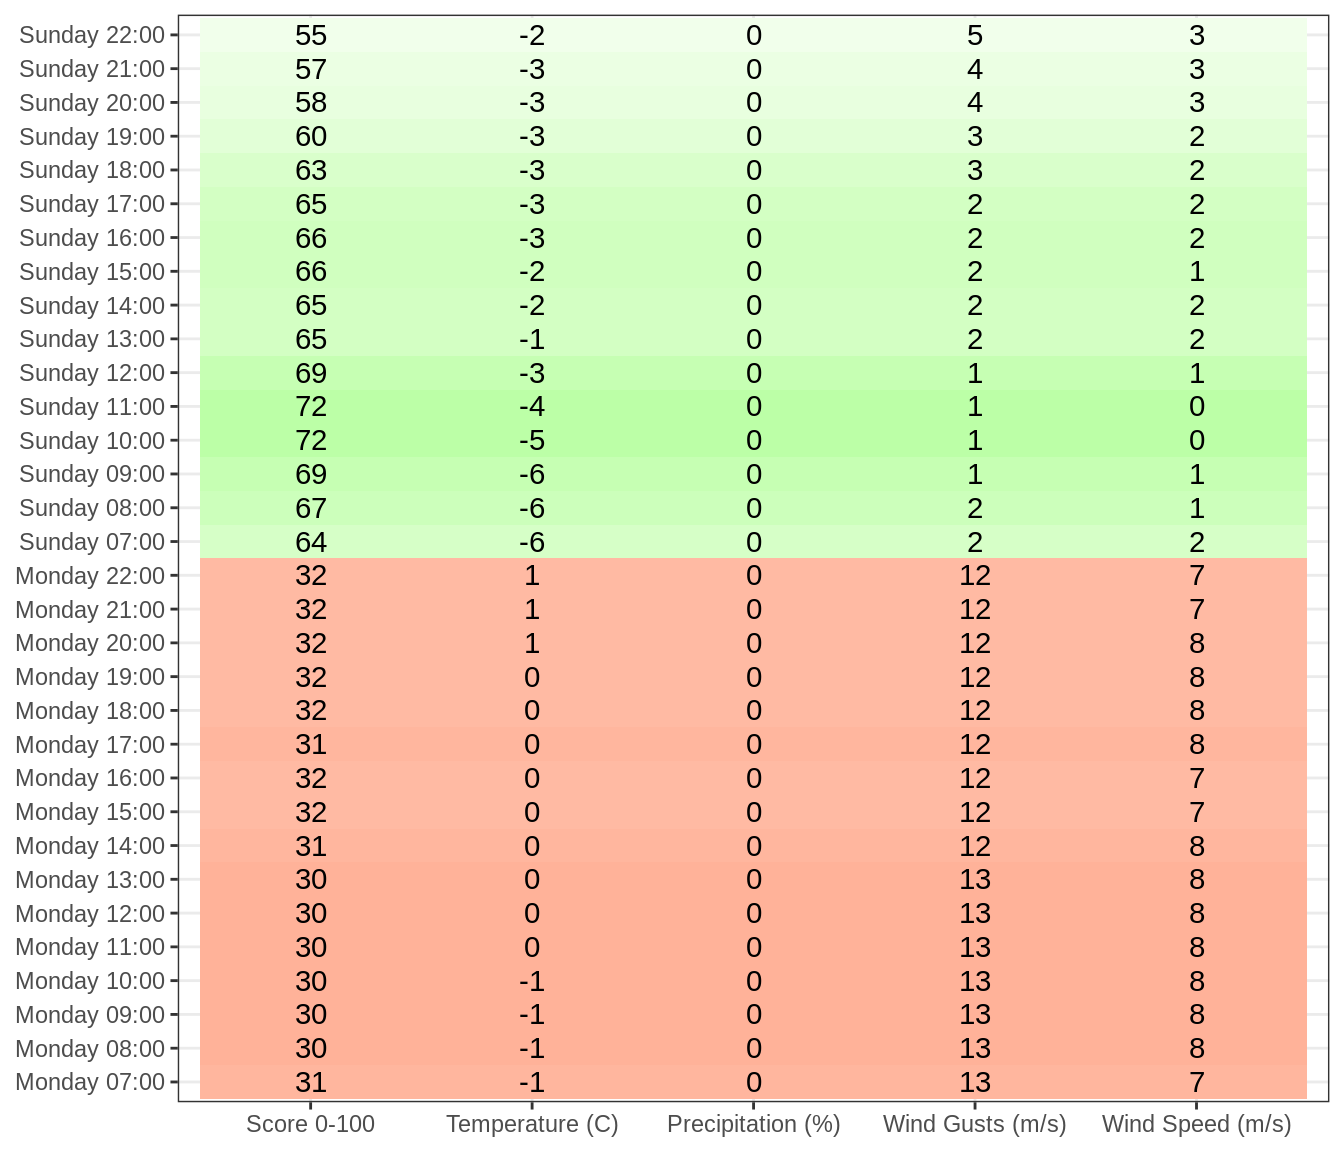 Sunday 22:00 55 -2 0 5 3
Sunday 21:00 57 -3 0 4 3
Sunday 20:00 58 -3 0 4 3
Sunday 19:00 60 -3 0 3 2
Sunday 18:00 63 -3 0 3 2
Sunday 17:00 65 -3 0 2 2
Sunday 16:00 66 -3 0 2 2
Sunday 15:00 66 -2 0 2 1
Sunday 14:00 65 -2 0 2 2
Sunday 13:00 65 -1 0 2 2
Sunday 12:00 69 -3 0 1 1
Sunday 11:00 72 -4 0 1 0
Sunday 10:00 72 -5 0 1 0
Sunday 09:00 69 -6 0 1 1
Sunday 08:00 67 -6 0 2 1
Sunday 07:00 64 -6 0 2 2
Monday 22:00 32 1 0 12 7
Monday 21:00 32 1 0 12 7
Monday 20:00 32 1 0 12 8
Monday 19:00 32 0 0 12 8
Monday 18:00 32 0 0 12 8
Monday 17:00 31 0 0 12 8
Monday 16:00 32 0 0 12 7
Monday 15:00 32 0 0 12 7
Monday 14:00 31 0 0 12 8
Monday 13:00 30 0 0 13 8
Monday 12:00 30 0 0 13 8
Monday 11:00 30 0 0 13 8
Monday 10:00 30 -1 0 13 8
Monday 09:00 30 -1 0 13 8
Monday 08:00 30 -1 0 13 8
Monday 07:00 31 -1 0 13 7
Score 0-100 Temperature (C) Precipitation (%) Wind Gusts (m/s) Wind Speed (m/s)